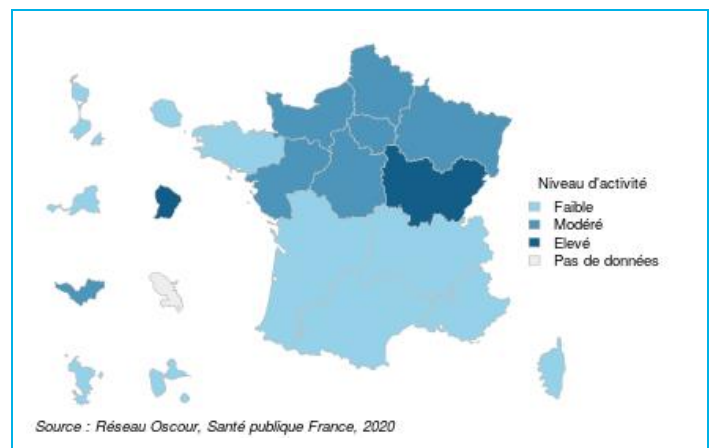 Niveau d'activité
Faible
Modéré
Elevé
Pas de données
Source : Réseau Oscour, Santé publique France, 2020